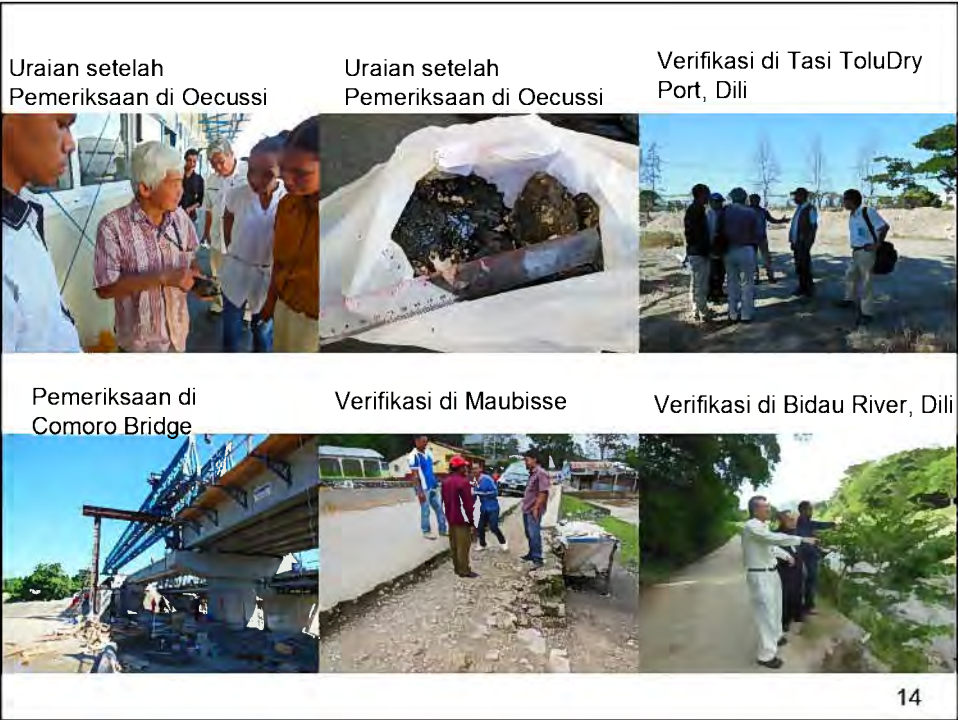 Uraian setelah
Pemeriksaan di Oecussi
Uraian setelah
Pemeriksaan di Oecussi
Verifikasi di Tasi ToluDry
Port, Dili
Pemeriksaan di
Comoro Bridge
Verifikasi di Maubisse
Verifikasi di Bidau River, Dili
14